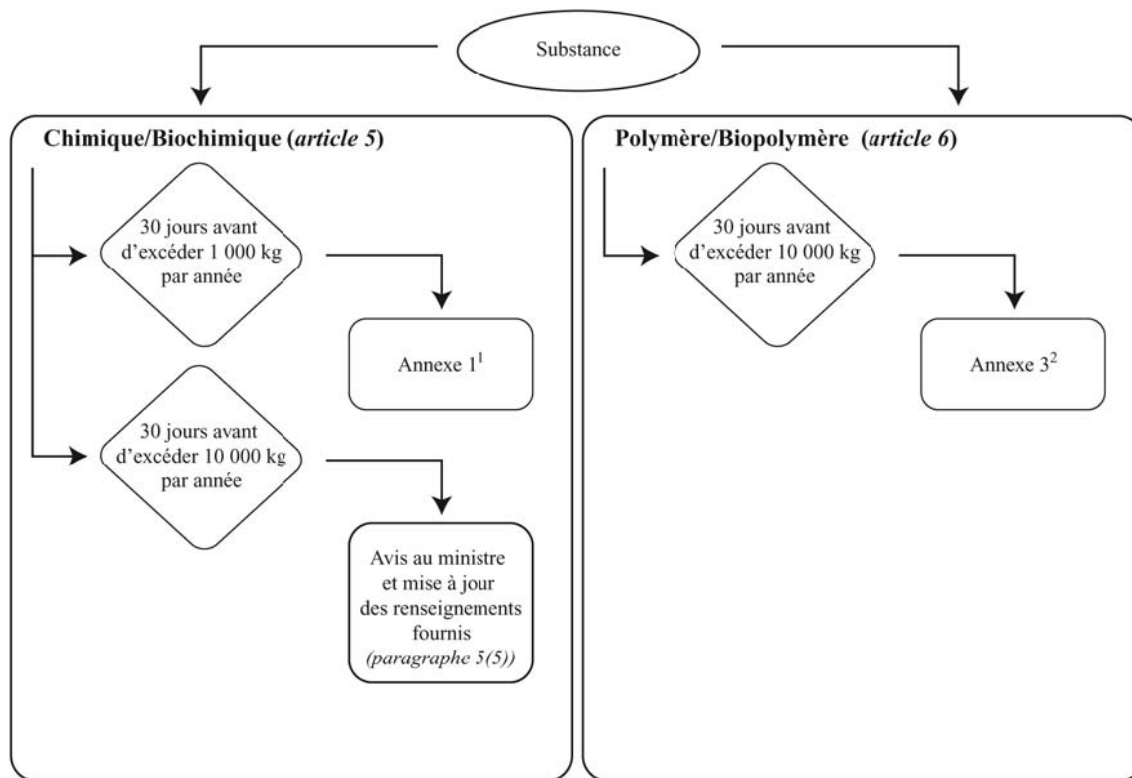 Substance
Chimique/Biochimique (article 5)
30 jours avant
d'excéder 1 000 kg
par année
Annexe 1¹
30 jours avant
d'excéder 10 000 kg
par année
Avis au ministre
et mise à jour
des renseignements
fournis
(paragraphe 5(5))
Polymère/Biopolymère (article 6)
30 jours avant
d'excéder 10 000 kg
par année
Annexe 3²